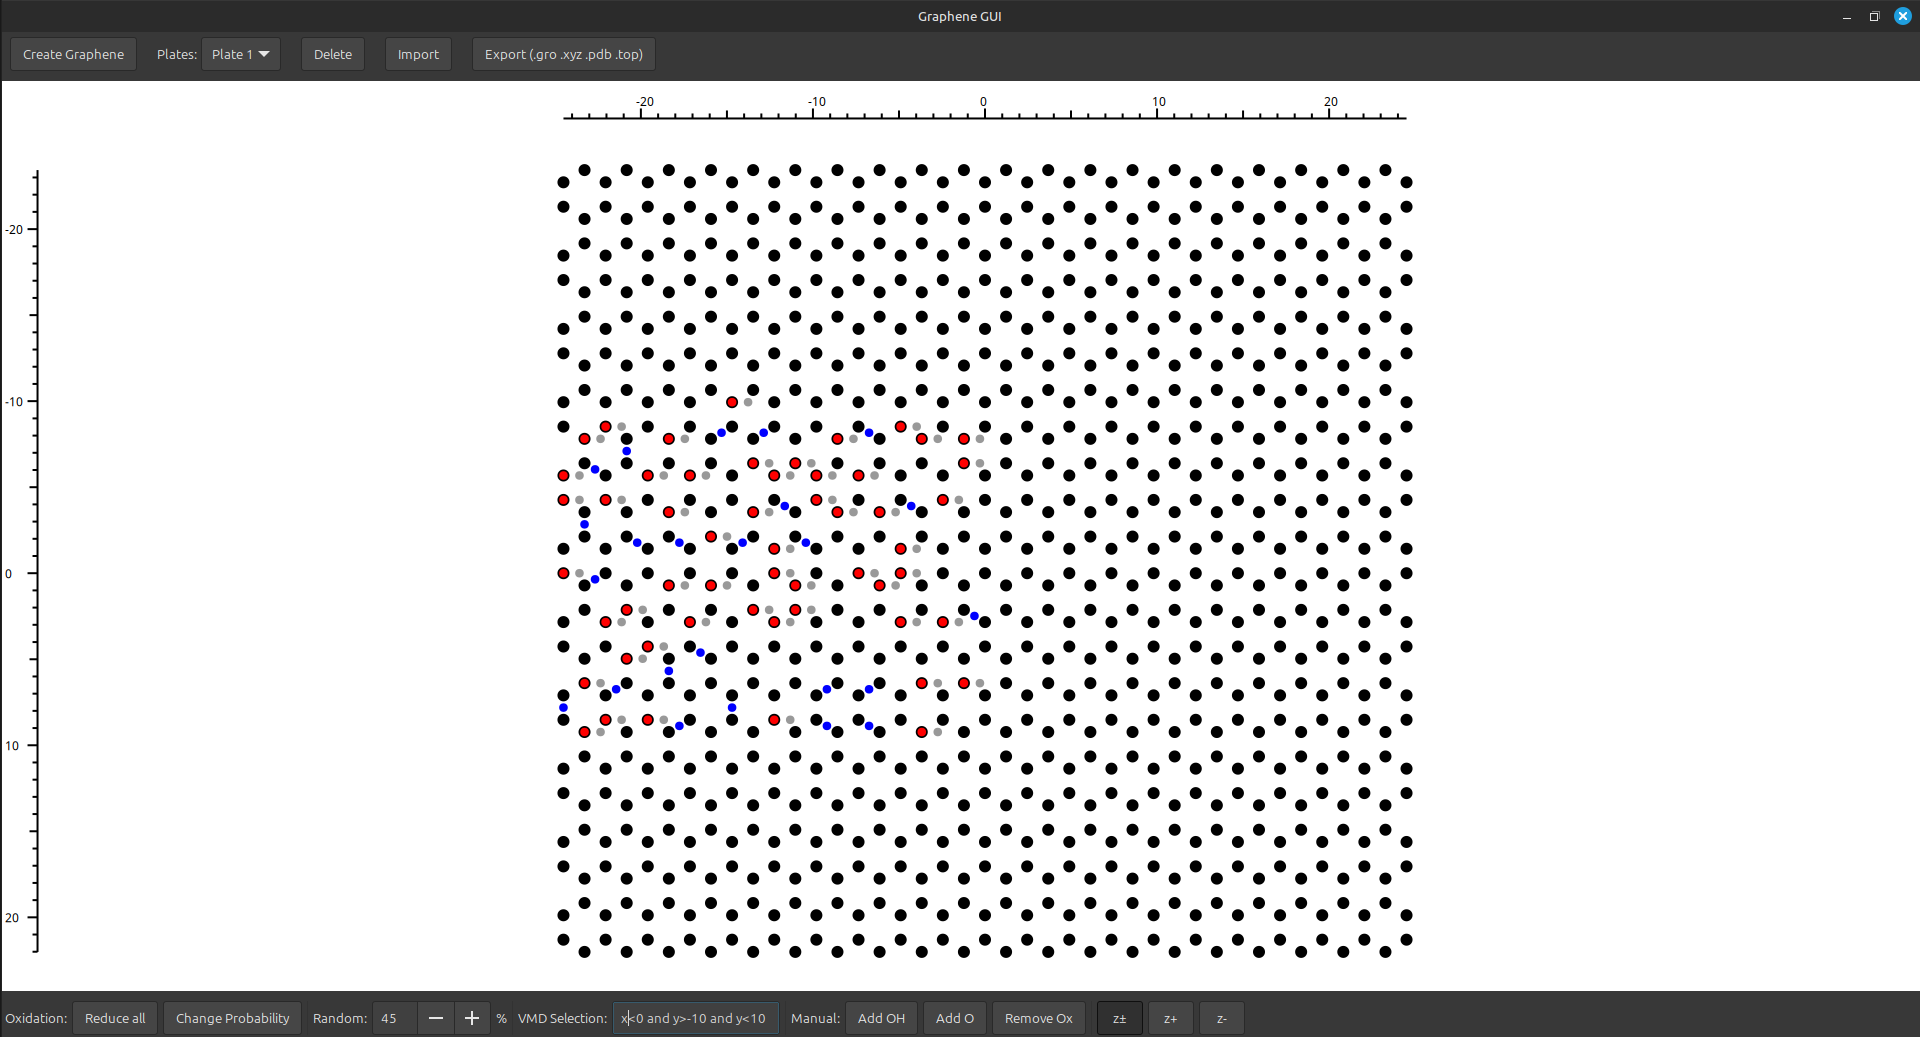 Graphene GUI
Create Graphene Plates: Plate 1 Delete Import Export (.gro .xyz .pdb .top)
-20 -10 0 10 20
-20
-10
0
10
20
Oxidation: Reduce all Change Probability Random: 45 % VMD Selection: x<0 and y>-10 and y<10 Manual: Add OH Add O Remove Ox z± z+ z-